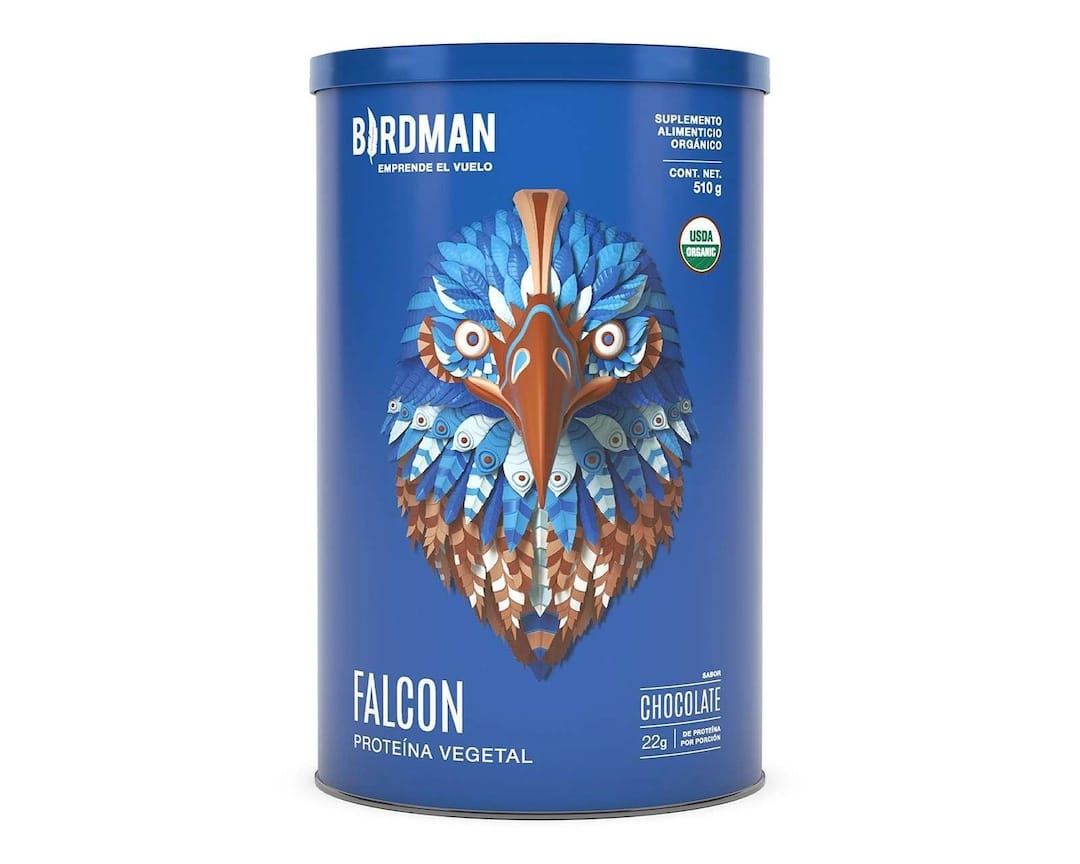 BIRDMAN
EMPRENDE EL VUELO
SUPLEMENTO
ALIMENTICIO
ORGÁNICO
CONT. NET.
510 g
USDA
ORGANIC
FALCON
PROTEÍNA VEGETAL
SABOR
CHOCOLATE
22g
DE PROTEÍNA
POR PORCIÓN